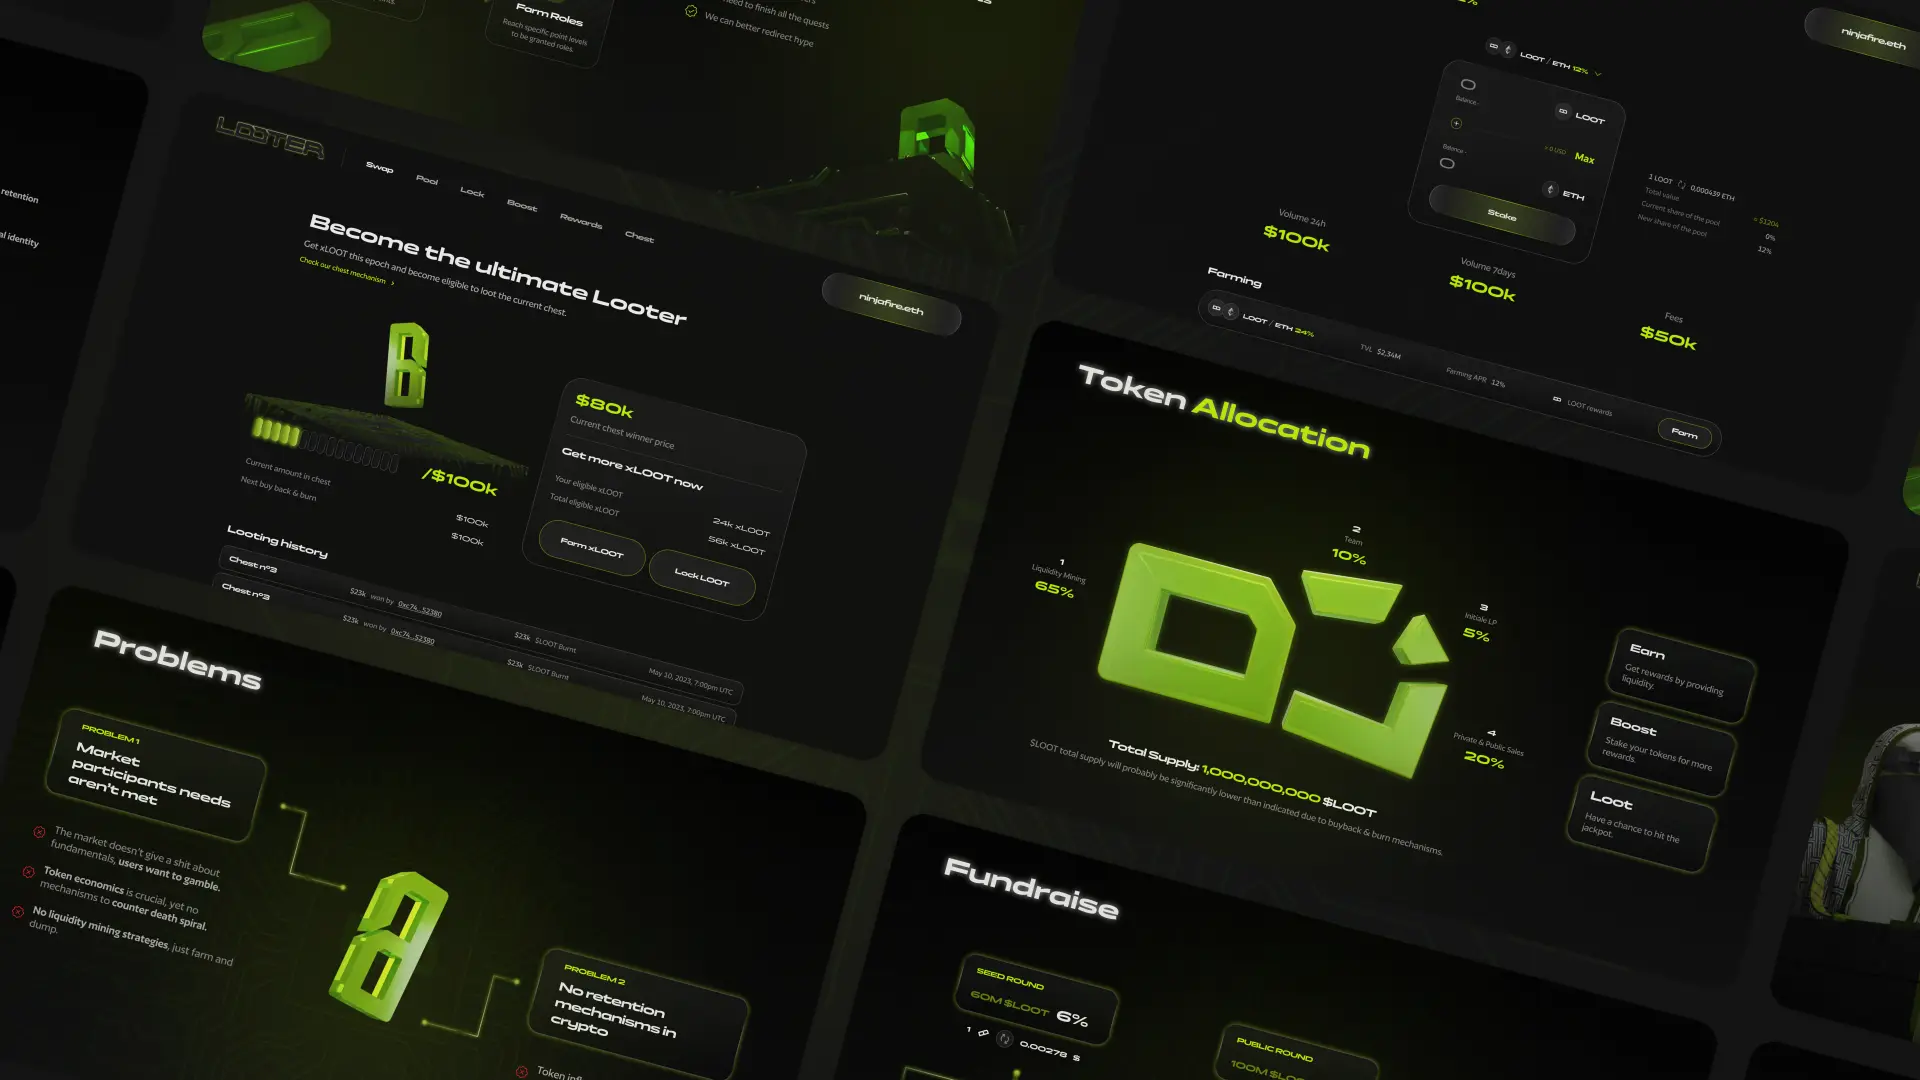 Farm Roles
Reach specific point levels
to be granted roles.
need to finish all the quests
We can better redirect hype
retention
al identity
LOOTER
Swap
Pool
Lock
Boost
Rewards
Chest
ninjafire.eth
Become the ultimate Looter
Get xLOOT this epoch and become eligible to loot the current chest.
Check our chest mechanism >
/$100k
Current amount in chest
$100k
Next buy back & burn
$100k
$80k
Current chest winner price
Get more xLOOT now
Your eligible xLOOT
24k xLOOT
Total eligible xLOOT
56k xLOOT
Farm xLOOT
Lock LOOT
Looting history
Chest n°3
$23k won by 0xc74...52380
$23k $LOOT Burnt
May 10, 2023, 7:00pm UTC
Chest n°3
$23k won by 0xc74...52380
$23k $LOOT Burnt
May 10, 2023, 7:00pm UTC
ninjafire.eth
LOOT / ETH 12%
0
LOOT
Balance -
≈ 0 USD Max
Balance -
0
ETH
Stake
1 LOOT 0,000439 ETH
Total value
≈ $1204
Current share of the pool
0%
New share of the pool
12%
Volume 24h
$100k
Volume 7days
$100k
Fees
$50k
Farming
LOOT / ETH 24%
TVL $2,34M
Farming APR 12%
LOOT rewards
Farm
Token Allocation
1
Liquidity Mining
65%
2
Team
10%
3
Initiale LP
5%
4
Private & Public Sales
20%
Total Supply: 1,000,000,000 $LOOT
$LOOT total supply will probably be significantly lower than indicated due to buyback & burn mechanisms.
Earn
Get rewards by providing
liquidity.
Boost
Stake your tokens for more
rewards.
Loot
Have a chance to hit the
jackpot.
Problems
PROBLEM 1
Market
participants needs
aren't met
The market doesn't give a shit about
fundamentals, users want to gamble.
Token economics is crucial, yet no
mechanisms to counter death spiral.
No liquidity mining strategies, just farm and
dump.
PROBLEM 2
No retention
mechanisms in
crypto
Token
Fundraise
SEED ROUND
60M $LOOT 6%
1 0.00278 $
PUBLIC ROUND
100M